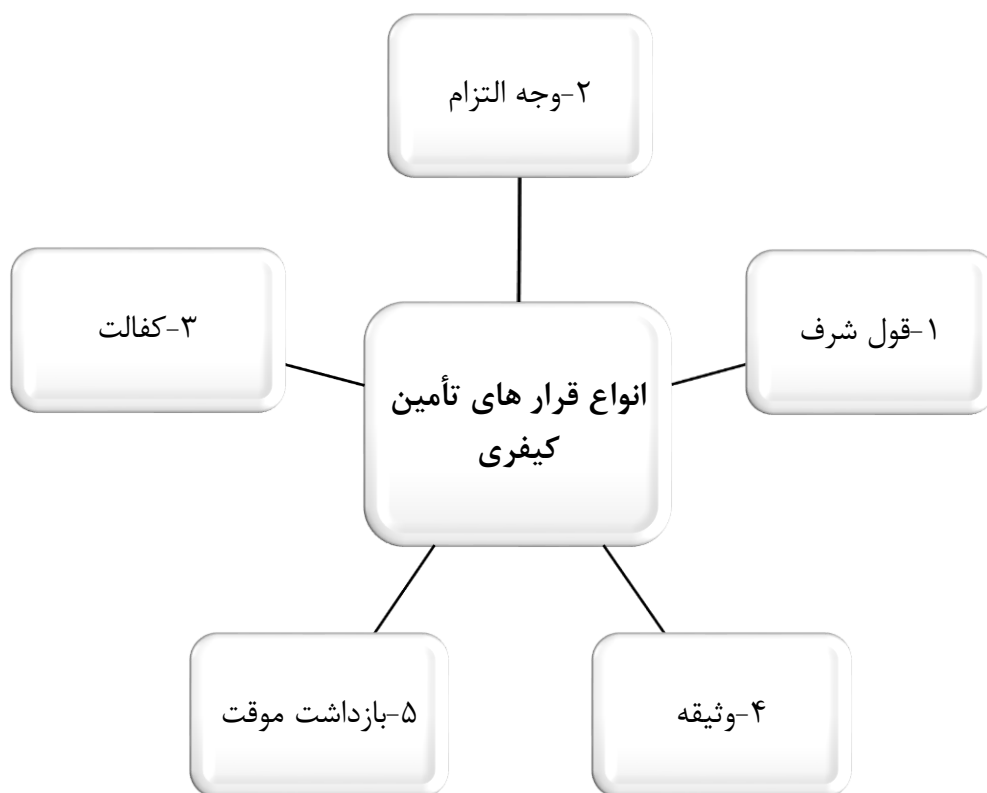 ۲-وجه التزام
۱-قول شرف
۳-کفالت
انواع قرار های تأمین
کیفری
۴-وثیقه
۵-بازداشت موقت